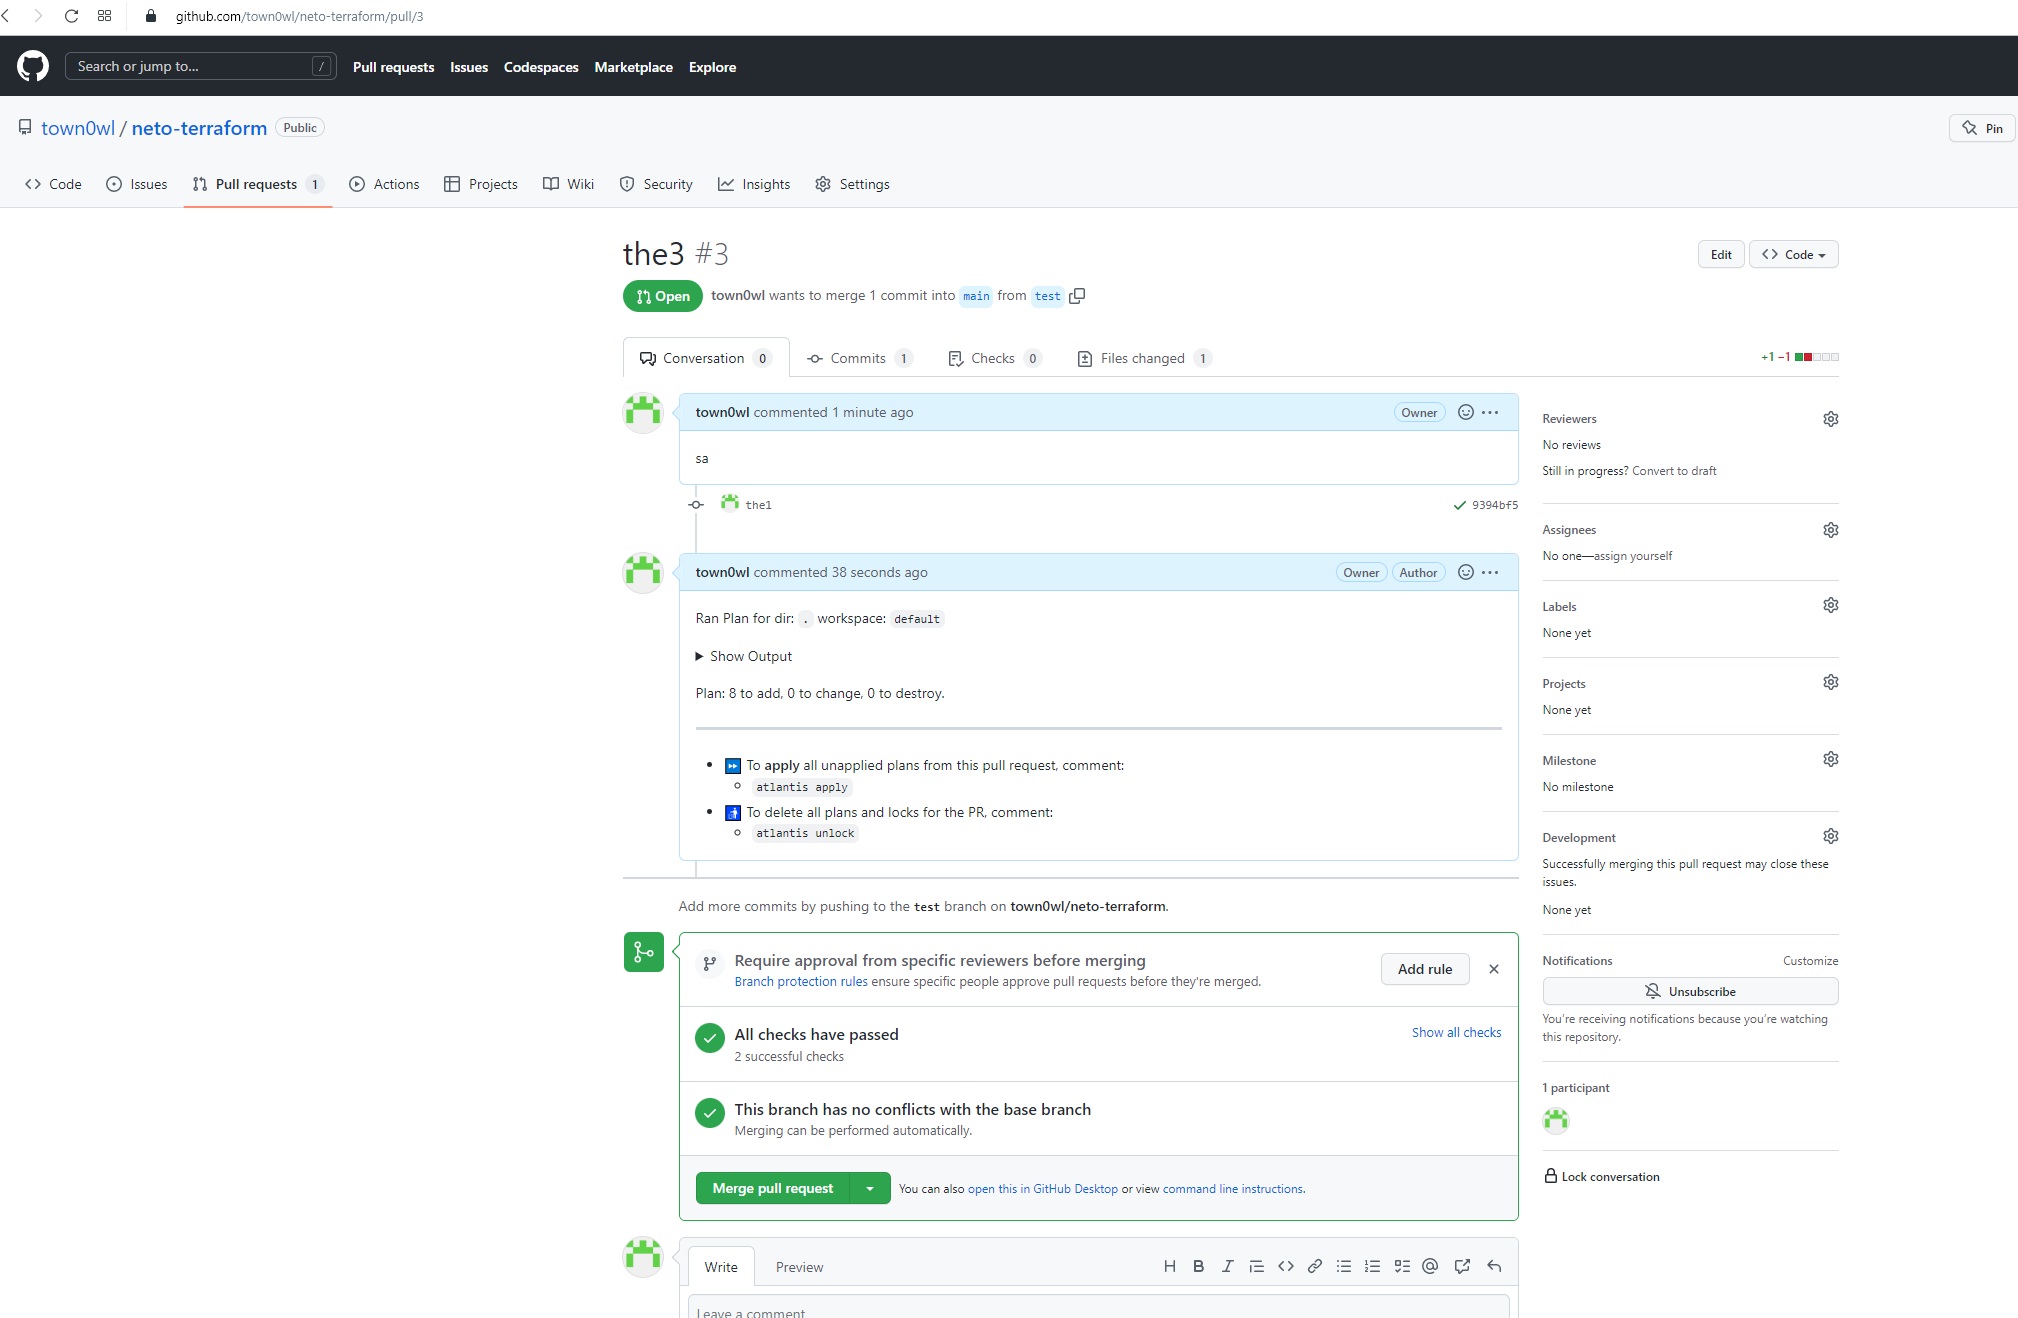 github.com/town0wl/neto-terraform/pull/3
Search or jump to... /
Pull requests Issues Codespaces Marketplace Explore
town0wl / neto-terraform Public
Pin
Code Issues Pull requests 1 Actions Projects Wiki Security Insights Settings
the3 #3
Edit Code
Open town0wl wants to merge 1 commit into main from test
Conversation 0 Commits 1 Checks 0 Files changed 1
+1 −1
town0wl commented 1 minute ago Owner
sa
the1 9394bf5
town0wl commented 38 seconds ago Owner Author
Ran Plan for dir: . workspace: default
Show Output
Plan: 8 to add, 0 to change, 0 to destroy.
To apply all unapplied plans from this pull request, comment:
atlantis apply
To delete all plans and locks for the PR, comment:
atlantis unlock
Add more commits by pushing to the test branch on town0wl/neto-terraform.
Require approval from specific reviewers before merging
Branch protection rules ensure specific people approve pull requests before they're merged.
Add rule
All checks have passed
2 successful checks
Show all checks
This branch has no conflicts with the base branch
Merging can be performed automatically.
Merge pull request You can also open this in GitHub Desktop or view command line instructions.
Write Preview
H B I
Leave a comment
Reviewers
No reviews
Still in progress? Convert to draft
Assignees
No one—assign yourself
Labels
None yet
Projects
None yet
Milestone
No milestone
Development
Successfully merging this pull request may close these
issues.
None yet
Notifications Customize
Unsubscribe
You're receiving notifications because you're watching
this repository.
1 participant
Lock conversation